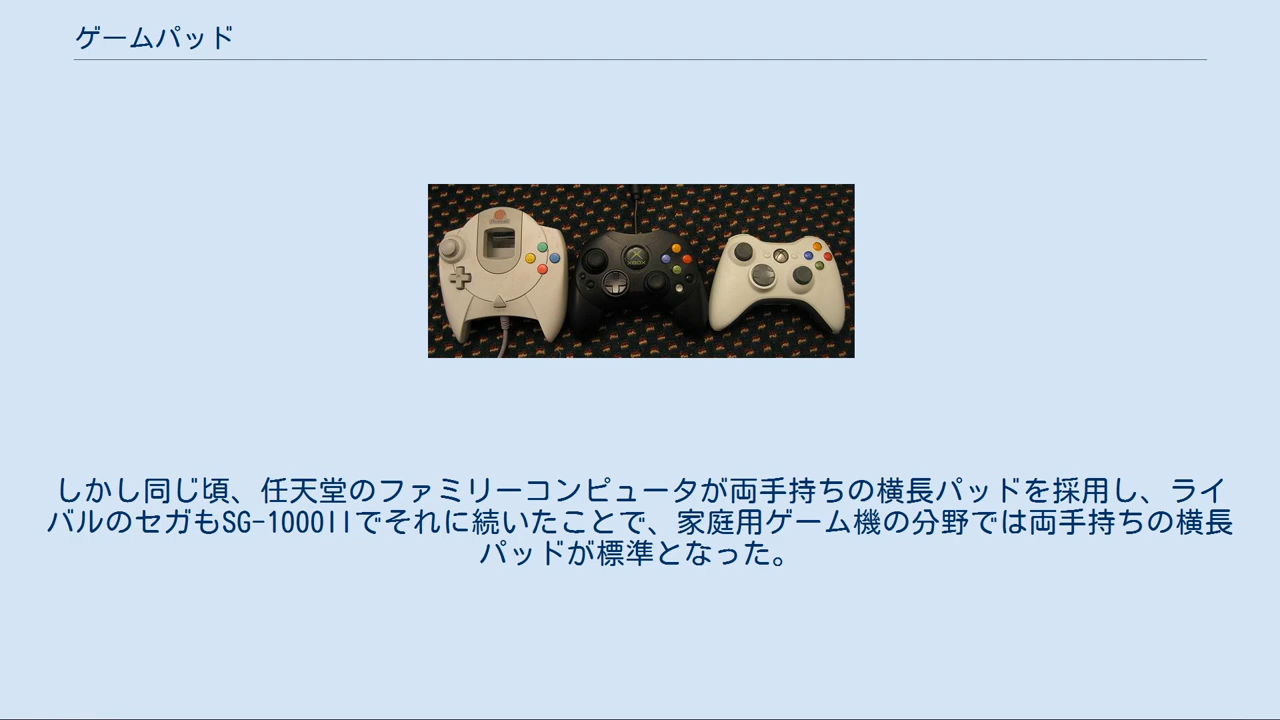 ゲームパッド
XBOX
しかし同じ頃、任天堂のファミリーコンピュータが両手持ちの横長パッドを採用し、ライ
バルのセガもSG-1000IIでそれに続いたことで、家庭用ゲーム機の分野では両手持ちの横長
パッドが標準となった。